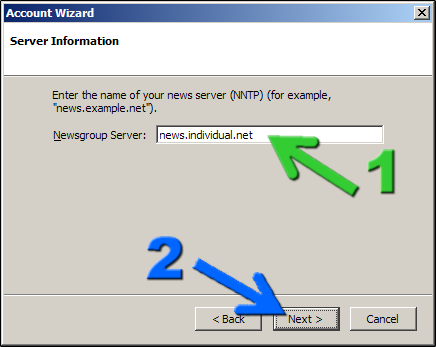 Account Wizard
Server Information
Enter the name of your news server (NNTP) (for example,
"news.example.net").
Newsgroup Server: news.individual.net
1
2
< Back Next > Cancel